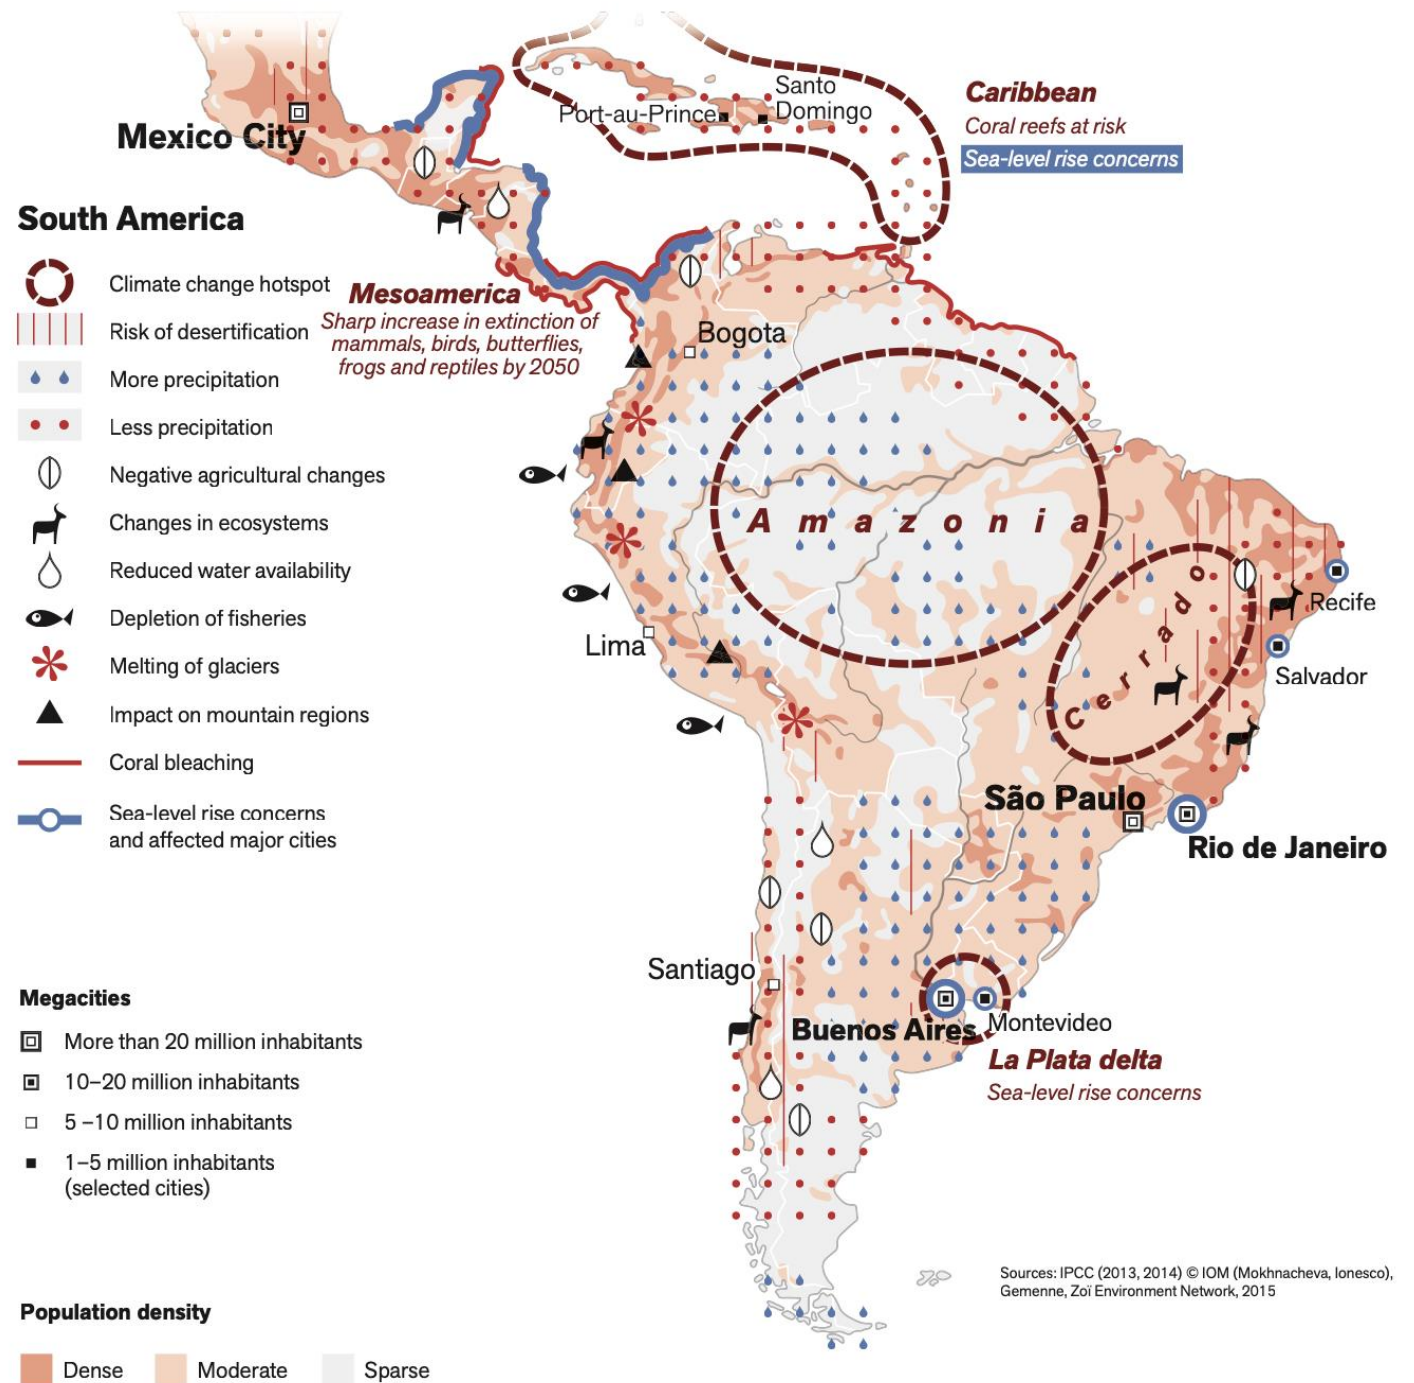 Santo
Domingo
Port-au-Prince
Caribbean
Coral reefs at risk
Sea-level rise concerns
Mexico City
South America
Climate change hotspot
Risk of desertification
More precipitation
Less precipitation
Negative agricultural changes
Changes in ecosystems
Reduced water availability
Depletion of fisheries
Melting of glaciers
Impact on mountain regions
Coral bleaching
Sea-level rise concerns
and affected major cities
Mesoamerica
Sharp increase in extinction of
mammals, birds, butterflies,
frogs and reptiles by 2050
Bogota
Amazonia
Cerrado
Recife
Lima
Salvador
São Paulo
Rio de Janeiro
Santiago
Buenos Aires
Montevideo
La Plata delta
Sea-level rise concerns
Megacities
More than 20 million inhabitants
10–20 million inhabitants
5 –10 million inhabitants
1–5 million inhabitants
(selected cities)
Sources: IPCC (2013, 2014) © IOM (Mokhnacheva, Ionesco),
Gemenne, Zoï Environment Network, 2015
Population density
Dense
Moderate
Sparse